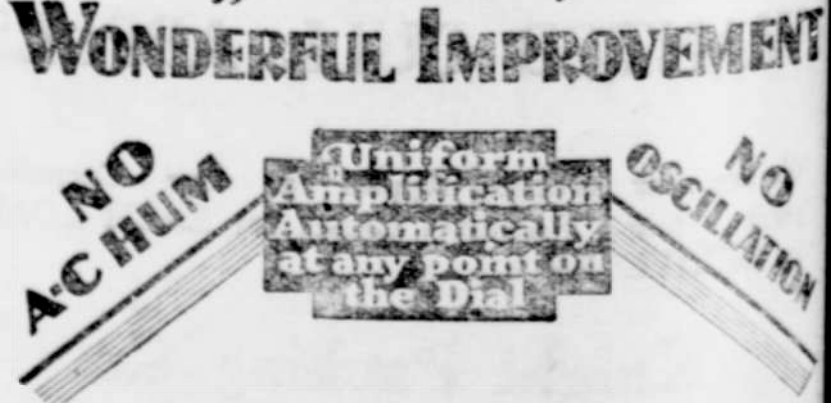 WONDERFUL IMPROVEMENT
NO
A-C HUM
Uniform
Amplification
Automatically
at any point on
the Dial
NO
OSCILLATION